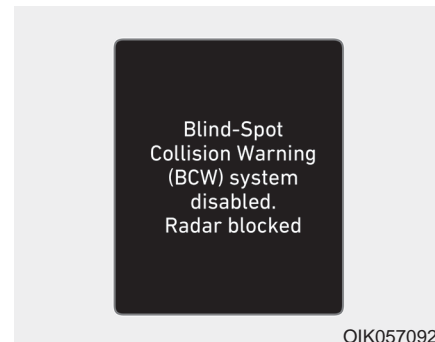 Blind-Spot
Collision Warning
(BCW) system
disabled.
Radar blocked
OIK057092